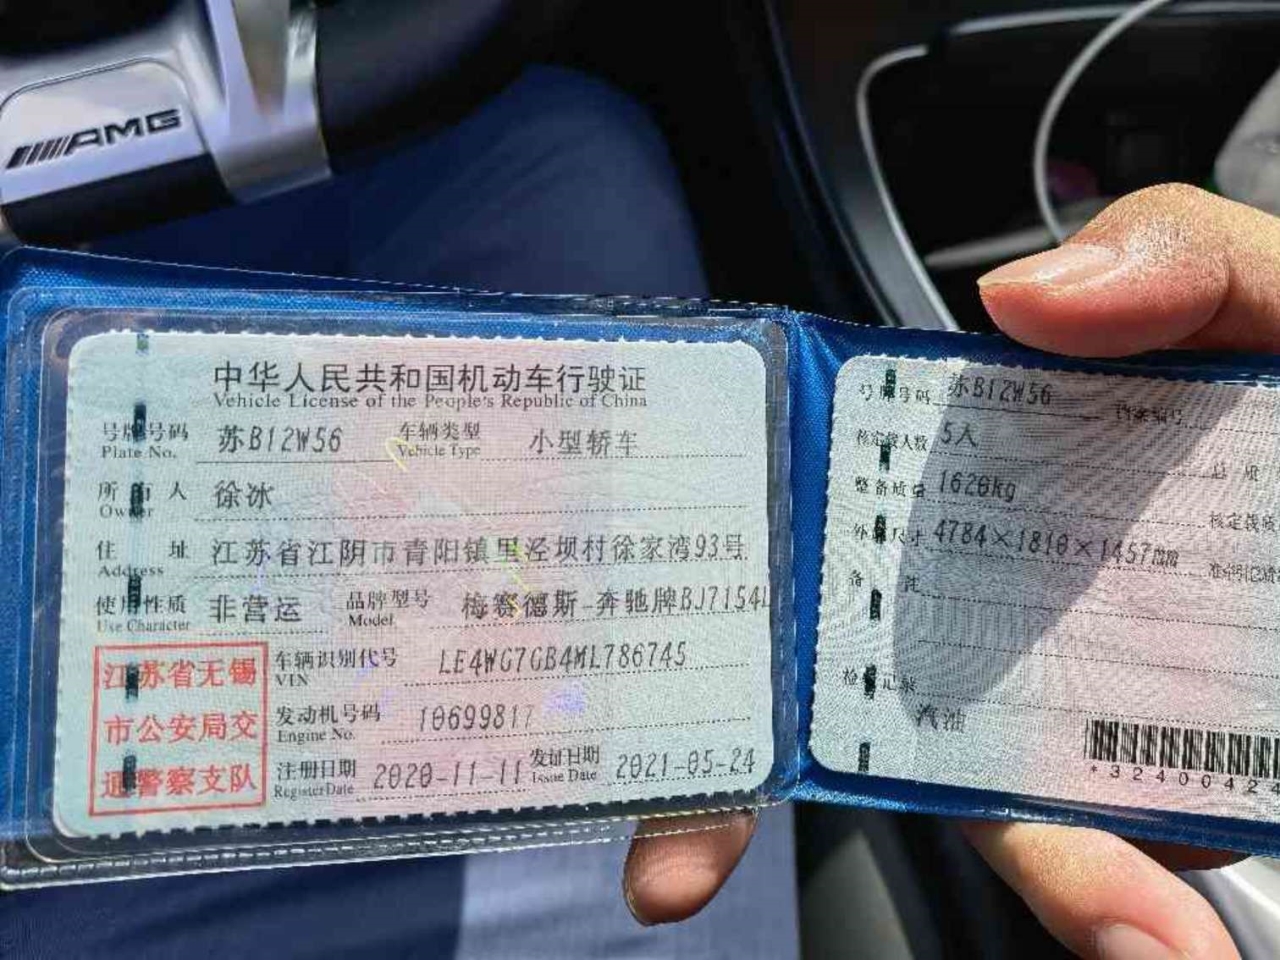 AMG
中华人民共和国机动车行驶证
Vehicle License of the People's Republic of China
号牌号码 苏B12W56 车辆类型 小型轿车
Plate No. Vehicle Type
所有人 徐冰
Owner
住址 江苏省江阴市青阳镇里泾坝村徐家湾93号
Address
使用性质 非营运 品牌型号 梅赛德斯-奔驰牌BJ7154L
Use Character Model
江苏省无锡
市公安局交
通警察支队
车辆识别代号 LE4WG7GB4ML786745
VIN
发动机号码 10699817
Engine No.
注册日期 2020-11-11 发证日期 2021-05-24
Register Date Issue Date
号牌号码 苏B12W56 档案编号
核定载人数 5人 总质
整备质量 1620kg 核定载质
外廓尺寸 4784×1810×1457mm
备注
检验记录
汽油
*32400424